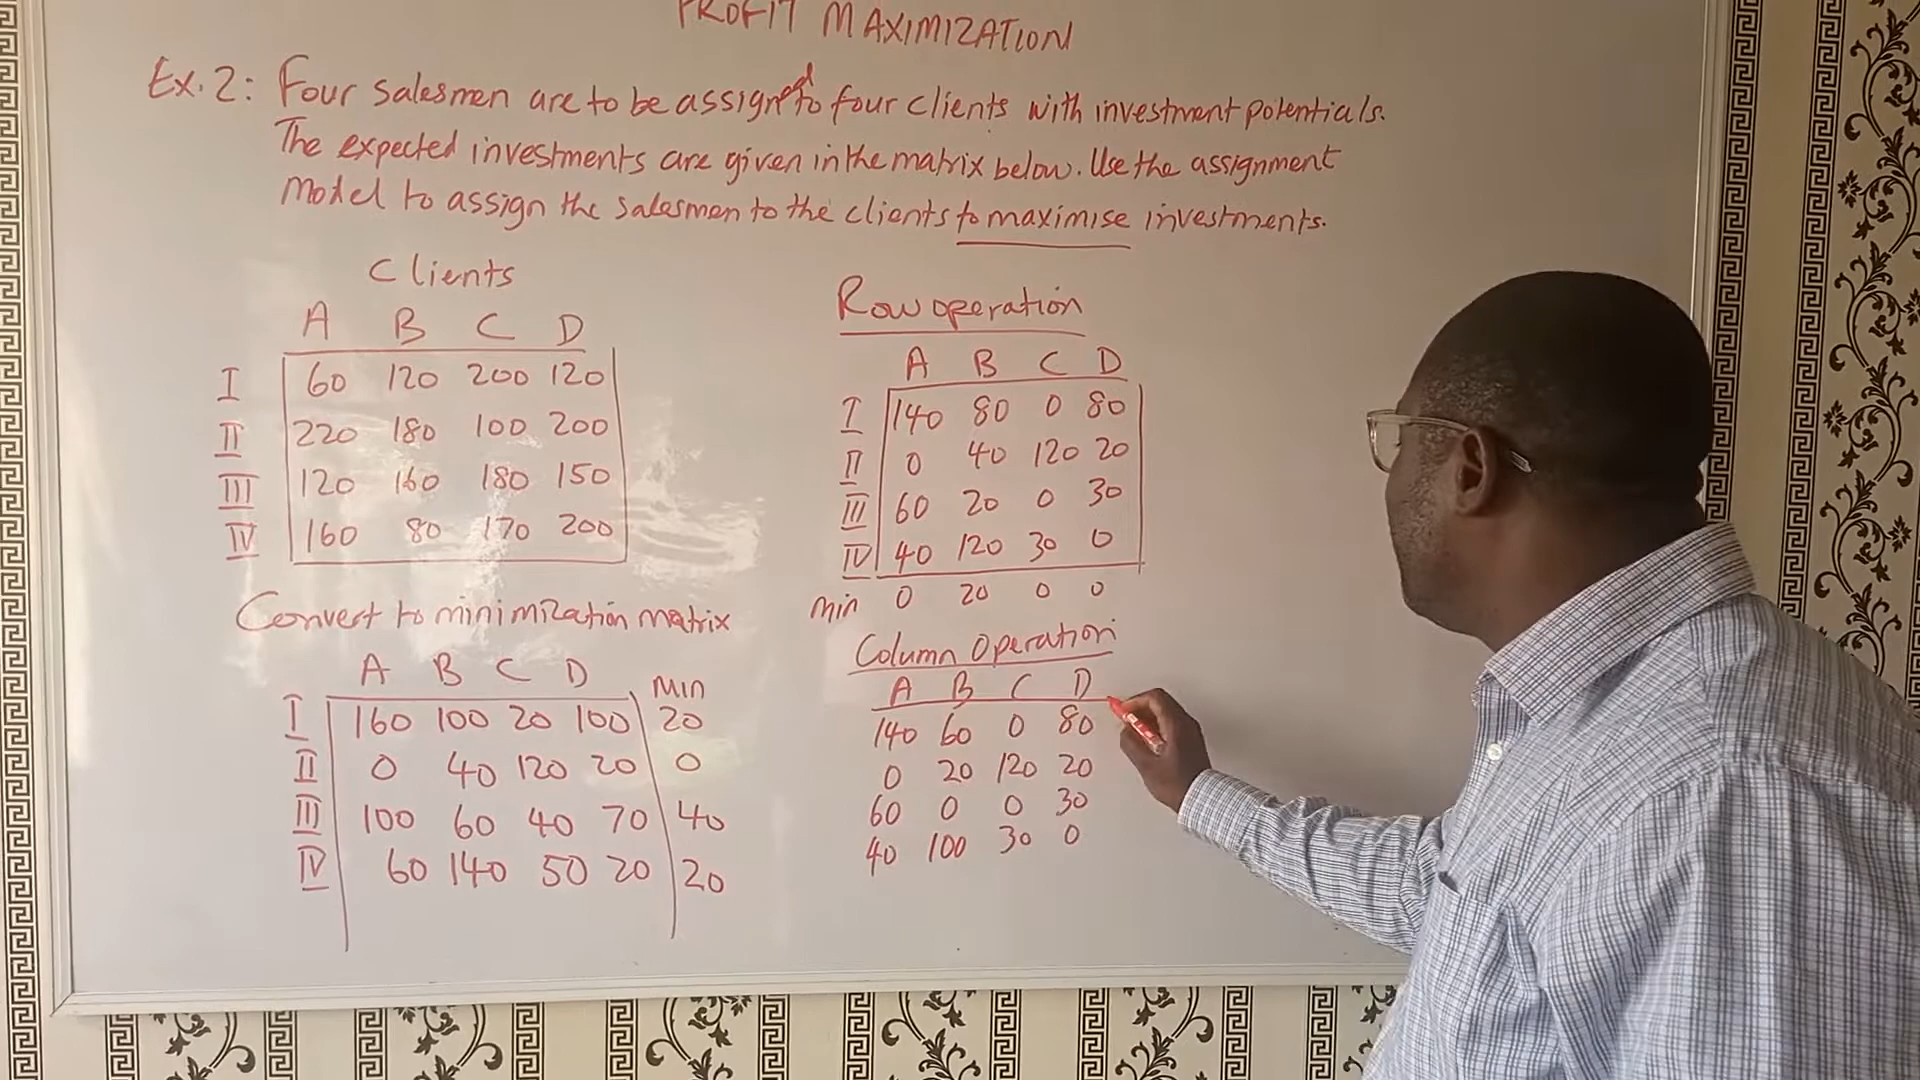 PROFIT MAXIMIZATION
Ex.2: Four salesmen are to be assigned to four clients with investment potentials.
The expected investments are given in the matrix below. Use the assignment
Model to assign the salesmen to the clients to maximise investments.
Clients
A B C D
I 60 120 200 120
II 220 180 100 200
III 120 160 180 150
IV 160 80 170 200
Convert to minimization matrix
A B C D Min
I 160 100 20 100 20
II 0 40 120 20 0
III 100 60 40 70 40
IV 60 140 50 20 20
Row operation
A B C D
I 140 80 0 80
II 0 40 120 20
III 60 20 0 30
IV 40 120 30 0
min 0 20 0 0
Column Operation
A B C D
140 60 0 80
0 20 120 20
60 0 0 30
40 100 30 0